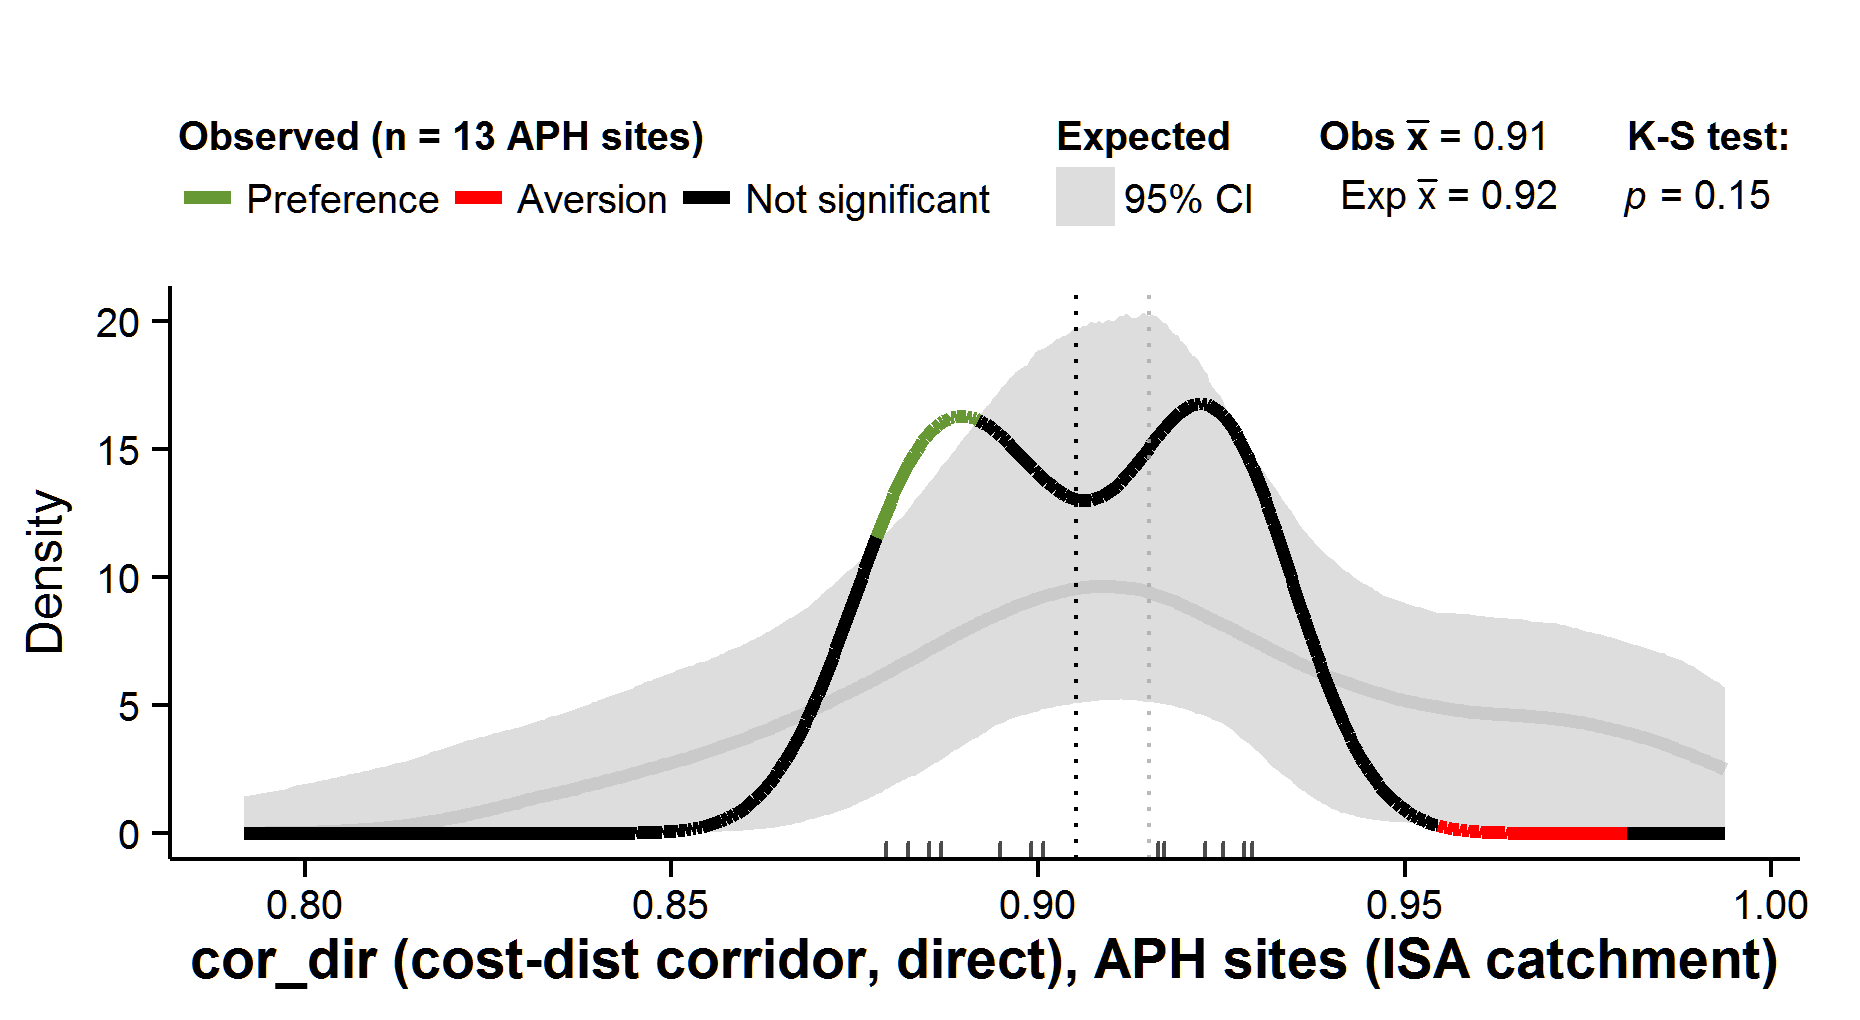 Observed (n = 13 APH sites) Expected Obs x̅ = 0.91 K-S test:
Preference Aversion Not significant 95% CI Exp x̅ = 0.92 p = 0.15
20
15
10
5
0
Density
0.80 0.85 0.90 0.95 1.00
cor_dir (cost-dist corridor, direct), APH sites (ISA catchment)